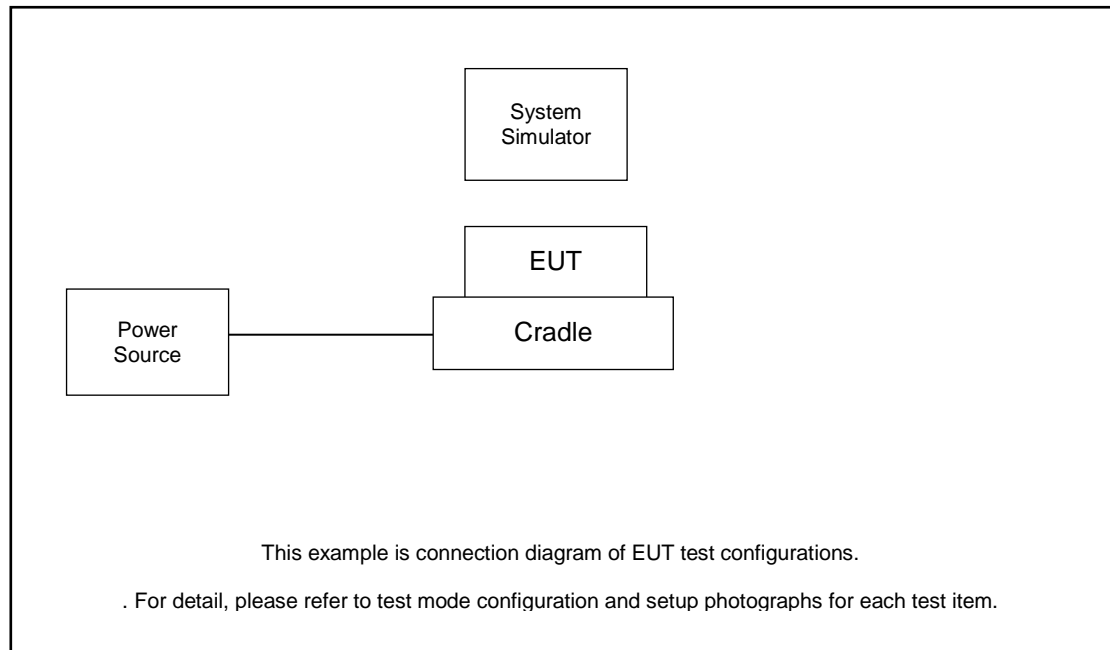 System
Simulator
EUT
Power
Source
Cradle
This example is connection diagram of EUT test configurations.
. For detail, please refer to test mode configuration and setup photographs for each test item.